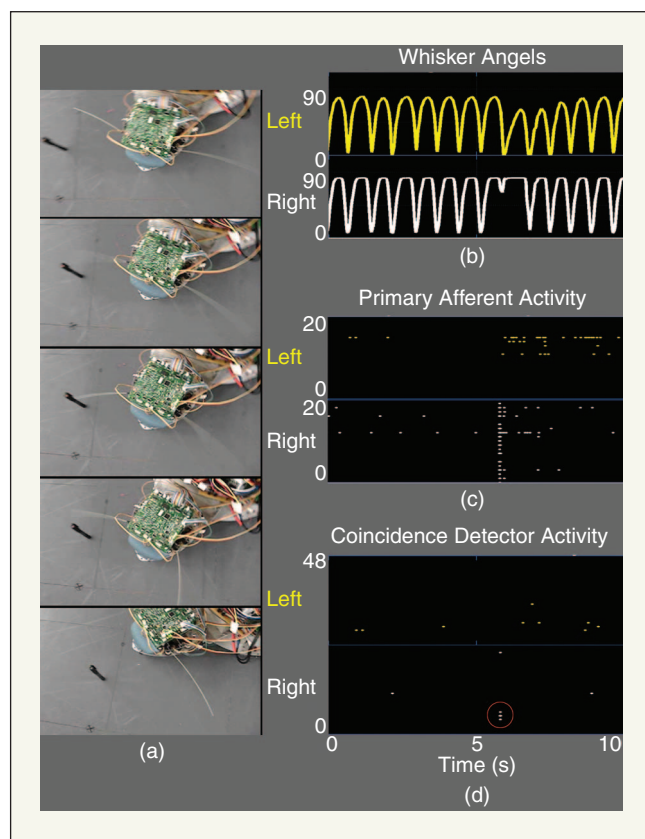 Whisker Angels
90
Left
0
90
Right
0
(b)
Primary Afferent Activity
20
Left
0
20
Right
0
(c)
Coincidence Detector Activity
48
Left
Right
0
0 5 10
Time (s)
(a)
(d)